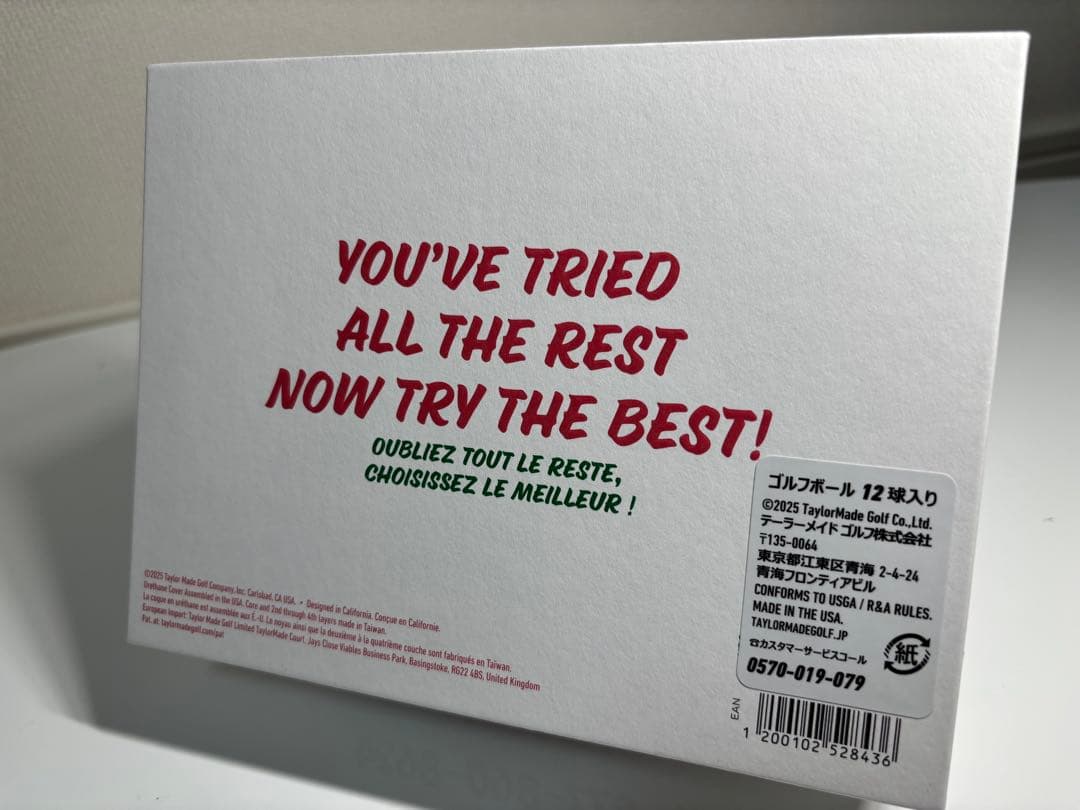 YOU'VE TRIED
ALL THE REST
NOW TRY THE BEST!
OUBLIEZ TOUT LE RESTE,
CHOISISSEZ LE MEILLEUR !
©2025 Taylor Made Golf Company, Inc. Carlsbad, CA USA. • Designed in California. Conçue en Californie.
Urethane Cover Assembled in the USA. Core and 2nd through 4th layers made in Taiwan.
La coque en uréthane est assemblée aux É.-U. Le noyau ainsi que la deuxième à la quatrième couche sont fabriqués en Taïwan.
European Import: Taylor Made Golf Limited TaylorMade Court, Jays Close Viables Business Park, Basingstoke, RG22 4BS, United Kingdom
Pat. at: taylormadegolf.com/pat
ゴルフボール 12球入り
©2025 TaylorMade Golf Co.,Ltd.
テーラーメイド ゴルフ株式会社
〒135-0064
東京都江東区青海 2-4-24
青海フロンティアビル
CONFORMS TO USGA / R&A RULES.
MADE IN THE USA.
TAYLORMADEGOLF.JP
☎カスタマーサービスコール
0570-019-079
紙
EAN
1 200102 528436